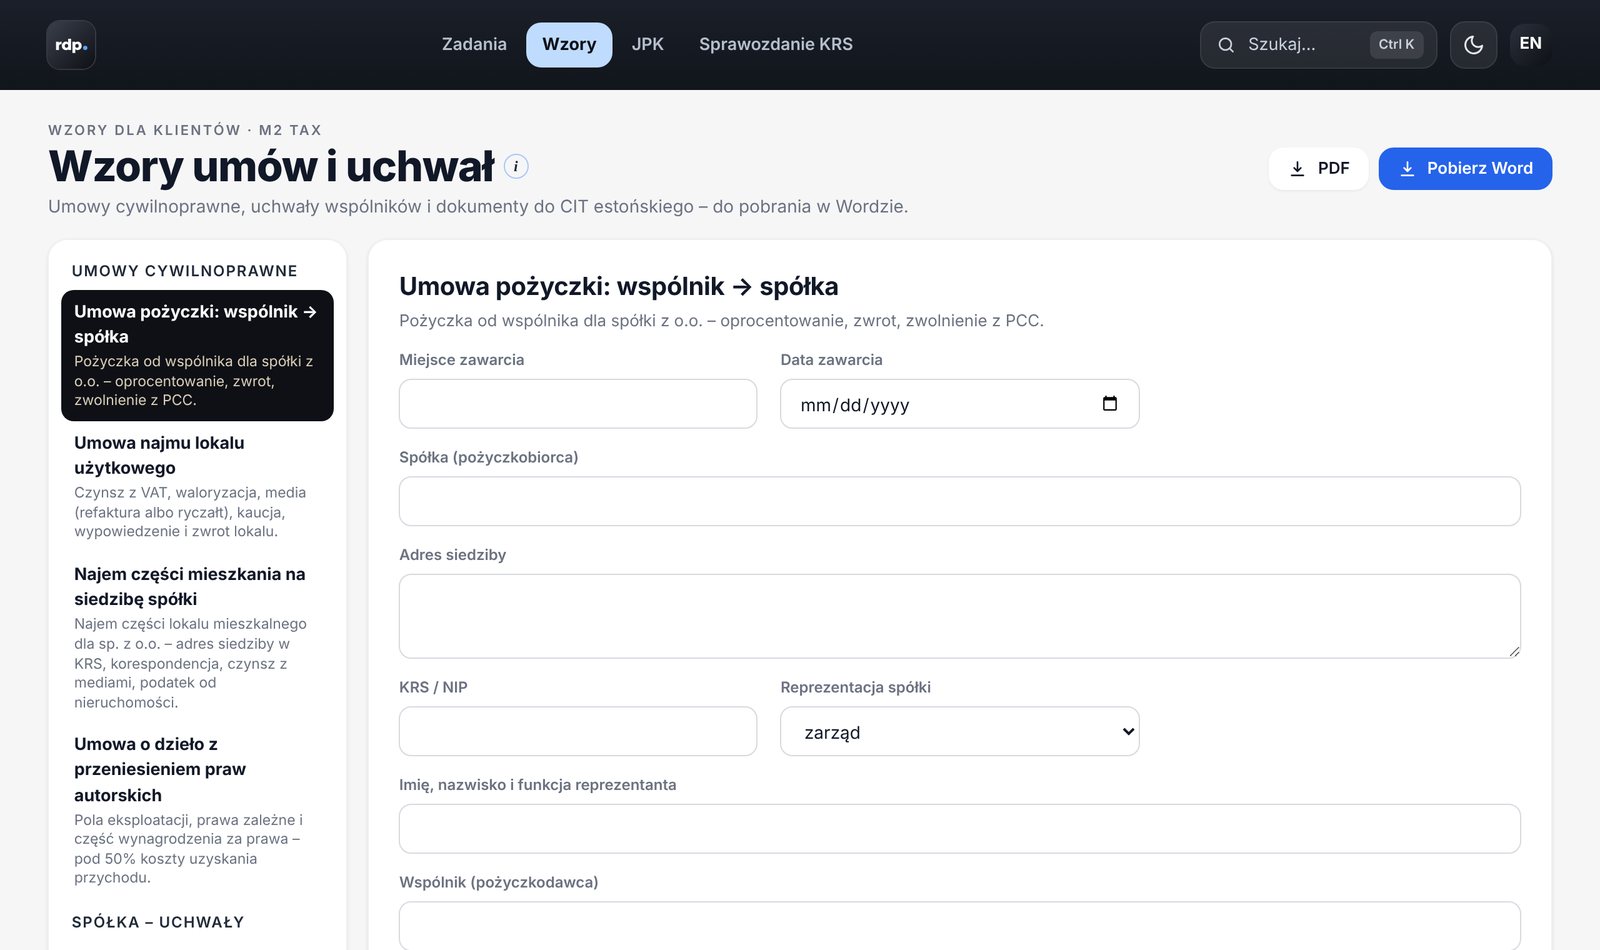 rdp.
Zadania
Wzory
JPK
Sprawozdanie KRS
Szukaj...
Ctrl K
EN
WZORY DLA KLIENTÓW · M2 TAX
Wzory umów i uchwał
i
PDF
Pobierz Word
Umowy cywilnoprawne, uchwały wspólników i dokumenty do CIT estońskiego – do pobrania w Wordzie.
UMOWY CYWILNOPRAWNE
Umowa pożyczki: wspólnik →
spółka
Pożyczka od wspólnika dla spółki z
o.o. – oprocentowanie, zwrot,
zwolnienie z PCC.
Umowa najmu lokalu
użytkowego
Czynsz z VAT, waloryzacja, media
(refaktura albo ryczałt), kaucja,
wypowiedzenie i zwrot lokalu.
Najem części mieszkania na
siedzibę spółki
Najem części lokalu mieszkalnego
dla sp. z o.o. – adres siedziby w
KRS, korespondencja, czynsz z
mediami, podatek od
nieruchomości.
Umowa o dzieło z
przeniesieniem praw
autorskich
Pola eksploatacji, prawa zależne i
część wynagrodzenia za prawa –
pod 50% koszty uzyskania
przychodu.
SPÓŁKA – UCHWAŁY
Umowa pożyczki: wspólnik → spółka
Pożyczka od wspólnika dla spółki z o.o. – oprocentowanie, zwrot, zwolnienie z PCC.
Miejsce zawarcia
Data zawarcia
mm/dd/yyyy
Spółka (pożyczkobiorca)
Adres siedziby
KRS / NIP
Reprezentacja spółki
zarząd
Imię, nazwisko i funkcja reprezentanta
Wspólnik (pożyczkodawca)